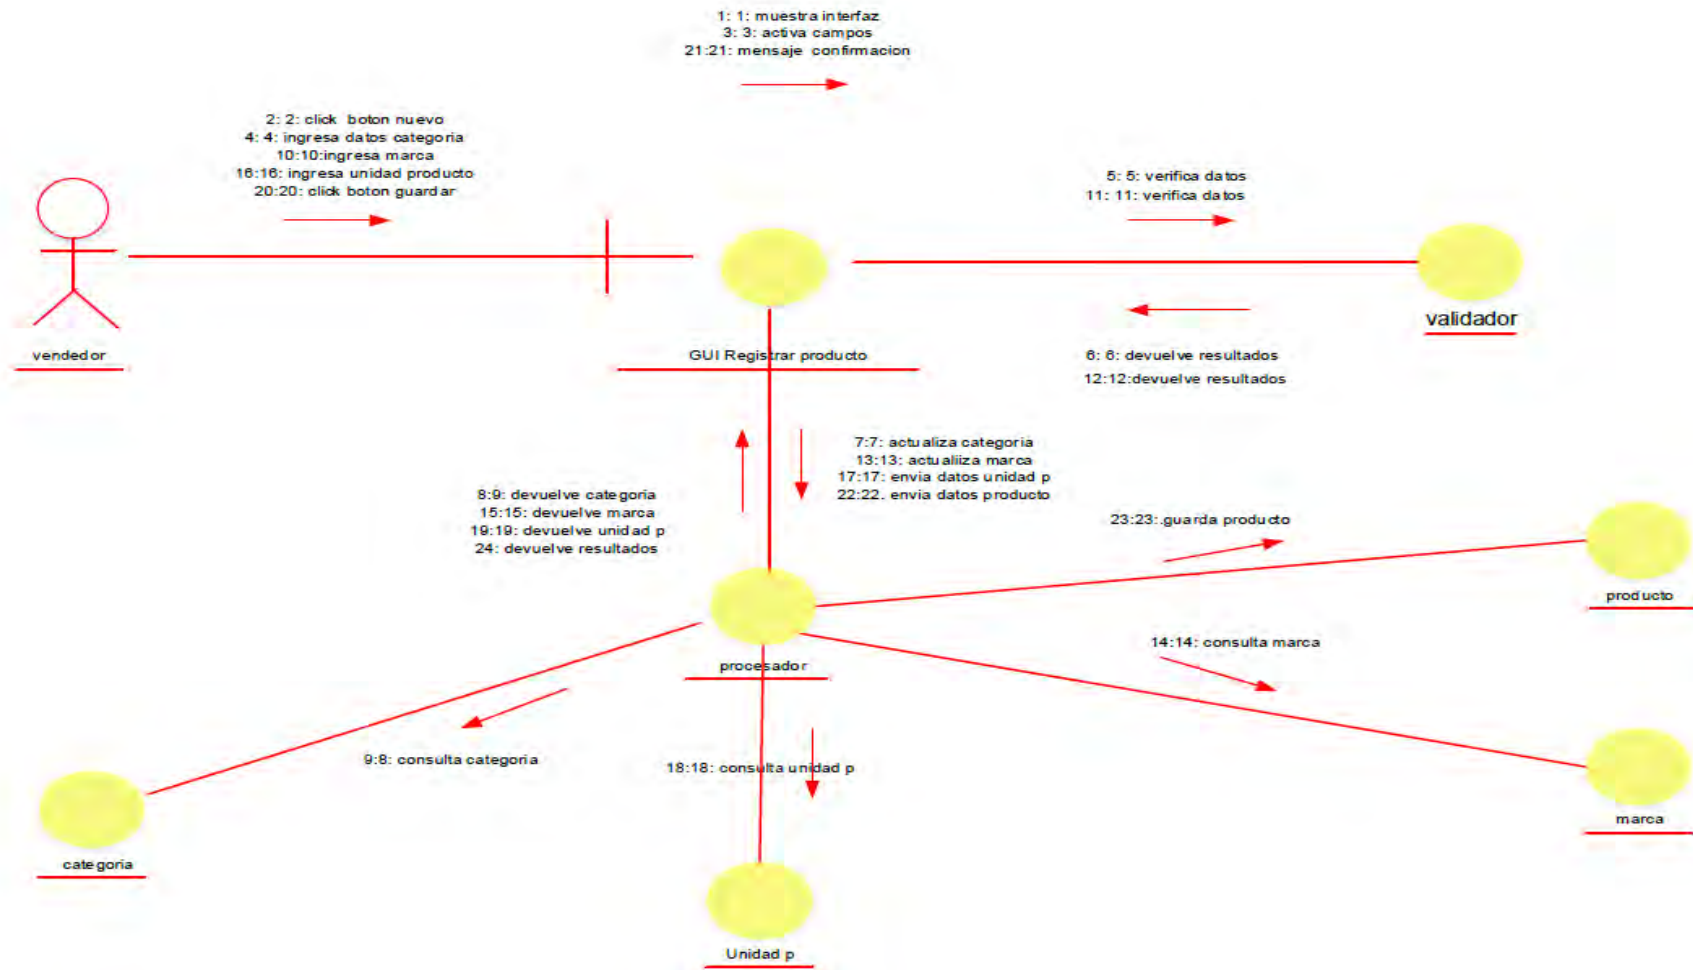 1: 1: muestra interfaz
3: 3: activa campos
21:21: mensaje confirmacion
2: 2: click boton nuevo
4: 4: ingresa datos categoria
10:10:ingresa marca
16:16: ingresa unidad producto
20:20: click boton guardar
5: 5: verifica datos
11: 11: verifica datos
vendedor
GUI Registrar producto
validador
6: 6: devuelve resultados
12:12:devuelve resultados
7:7: actualiza categoria
13:13: actualiiza marca
17:17: envia datos unidad p
22:22. envia datos producto
8:9: devuelve categoria
15:15: devuelve marca
19:19: devuelve unidad p
24: devuelve resultados
23:23:.guarda producto
producto
14:14: consulta marca
procesador
9:8: consulta categoria
18:18: consulta unidad p
marca
categoria
Unidad p